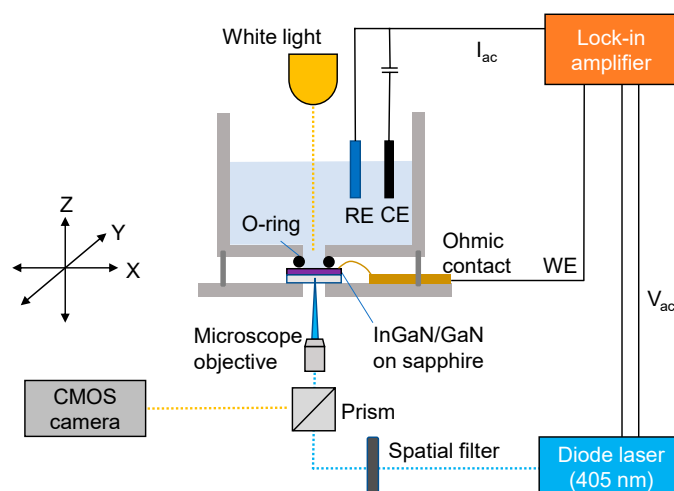 White light
Lock-in
amplifier
I_ac
Z
Y
X
O-ring
RE
CE
Ohmic
contact
WE
V_ac
Microscope
objective
InGaN/GaN
on sapphire
CMOS
camera
Prism
Spatial filter
Diode laser
(405 nm)